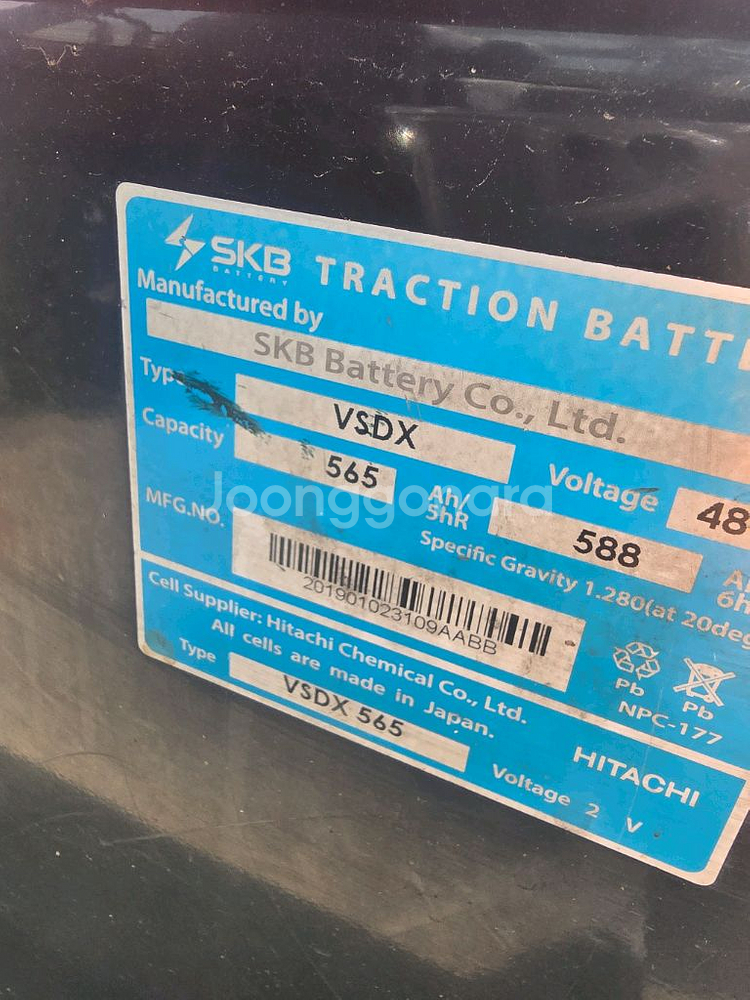 SKB
BATTERY
TRACTION BATT
Manufactured by
SKB Battery Co., Ltd.
Type VSDX Voltage 48
Capacity 565 Ah/5hR 588 6h
Specific Gravity 1.280(at 20deg
MFG.NO.
201901023109AABB
Pb Pb
NPC-177
Cell Supplier: Hitachi Chemical Co., Ltd.
All cells are made in Japan.
Type VSDX 565 Voltage 2 V
HITACHI
Joonggonara